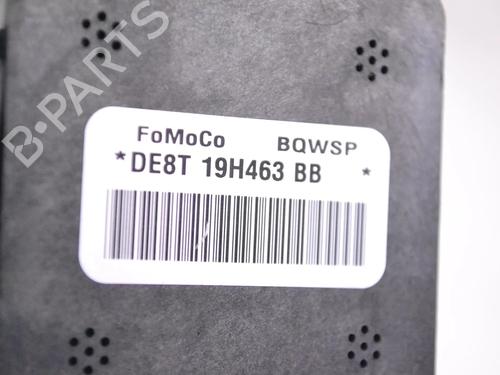 B-PARTS
FoMoCo BQWSP
*DE8T 19H463 BB *